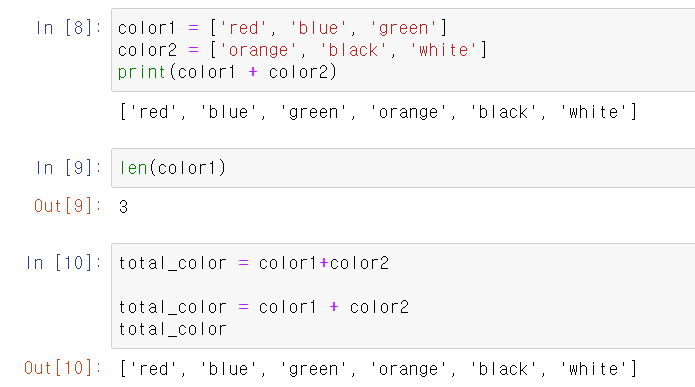 In [8]: color1 = ['red', 'blue', 'green']
color2 = ['orange', 'black', 'white']
print(color1 + color2)
['red', 'blue', 'green', 'orange', 'black', 'white']
In [9]: len(color1)
Out[9]: 3
In [10]: total_color = color1+color2
total_color = color1 + color2
total_color
Out[10]: ['red', 'blue', 'green', 'orange', 'black', 'white']